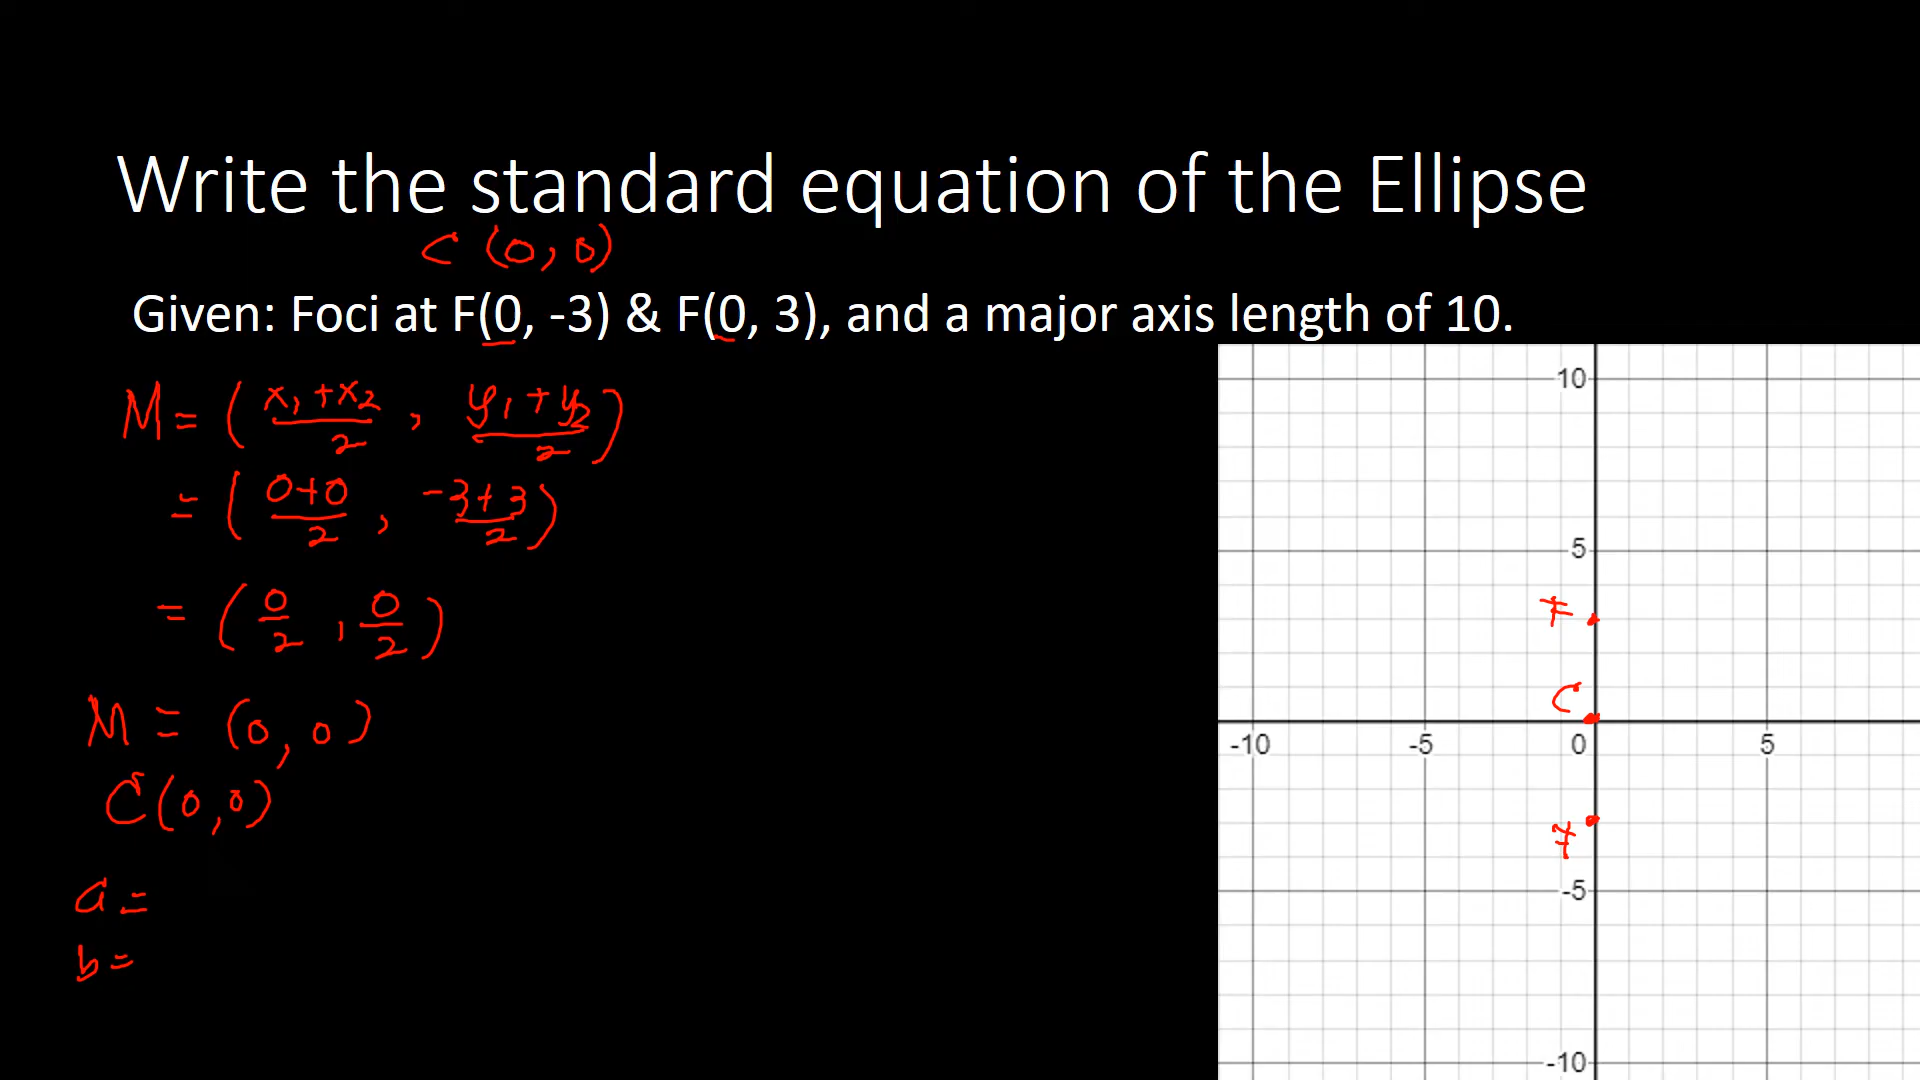 Write the standard equation of the Ellipse
C (0, 0)
Given: Foci at F(0, -3) & F(0, 3), and a major axis length of 10.
M = ( x₁ + x₂ / 2 , y₁ + y₂ / 2 )
= ( 0+0 / 2 , -3+3 / 2 )
= ( 0/2 , 0/2 )
M = (0, 0)
C (0, 0)
a =
b =
10
5
F
C
-10 -5 0 5
F
-5
-10